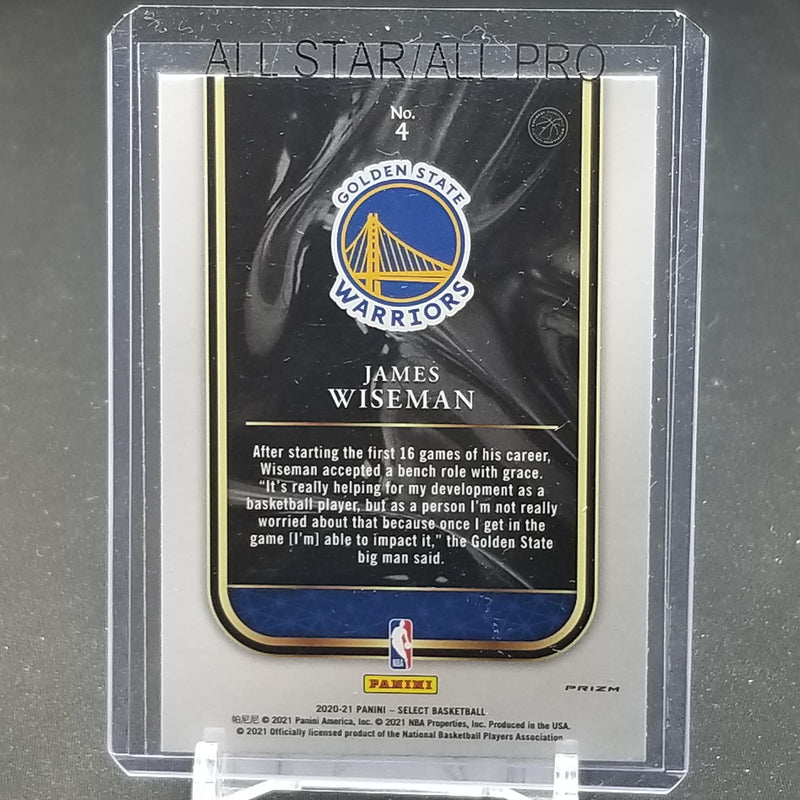 ALL STAR/ALL PRO
No.
4
GOLDEN STATE
WARRIORS
JAMES
WISEMAN
After starting the first 16 games of his career,
Wiseman accepted a bench role with grace.
“It's really helping for my development as a
basketball player, but as a person I'm not really
worried about that because once I get in the
game [I'm] able to impact it,” the Golden State
big man said.
NBA
PANINI
PRIZM
2020-21 PANINI – SELECT BASKETBALL
帕尼尼 © 2021 Panini America, Inc. © 2021 NBA Properties, Inc. Produced in the USA.
© 2021 Officially licensed product of the National Basketball Players Association.